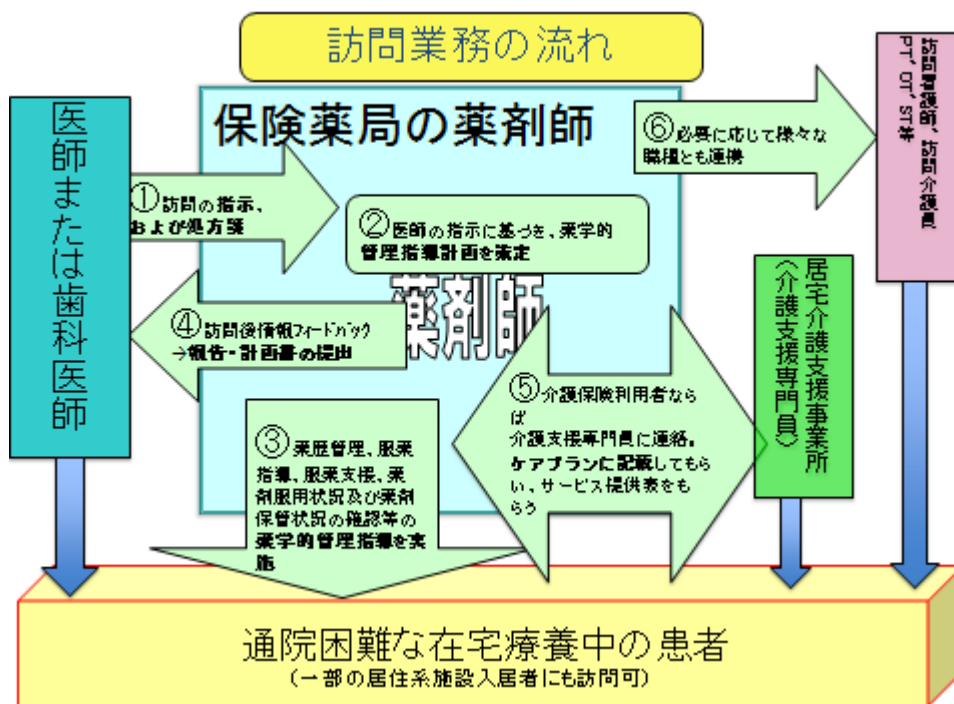 訪問業務の流れ
医師または歯科医師
保険薬局の薬剤師
①訪問の指示、
および処方箋
②医師の指示に基づき、薬学的
管理指導計画を策定
薬剤師
④訪問後情報フィードバック
→報告・計画書の提出
③薬歴管理、服薬
指導、服薬支援、薬
剤服用状況及び薬剤
保管状況の確認等の
薬学的管理指導を実
施
⑤介護保険利用者なら
ば
介護支援専門員に連絡。
ケアプランに記載してもら
い、サービス提供表をも
らう
⑥必要に応じて様々な
職種とも連携
訪問看護師、訪問介護員
PT、OT、ST等
居宅介護支援事業所
（介護支援専門員）
通院困難な在宅療養中の患者
（一部の居住系施設入居者にも訪問可）